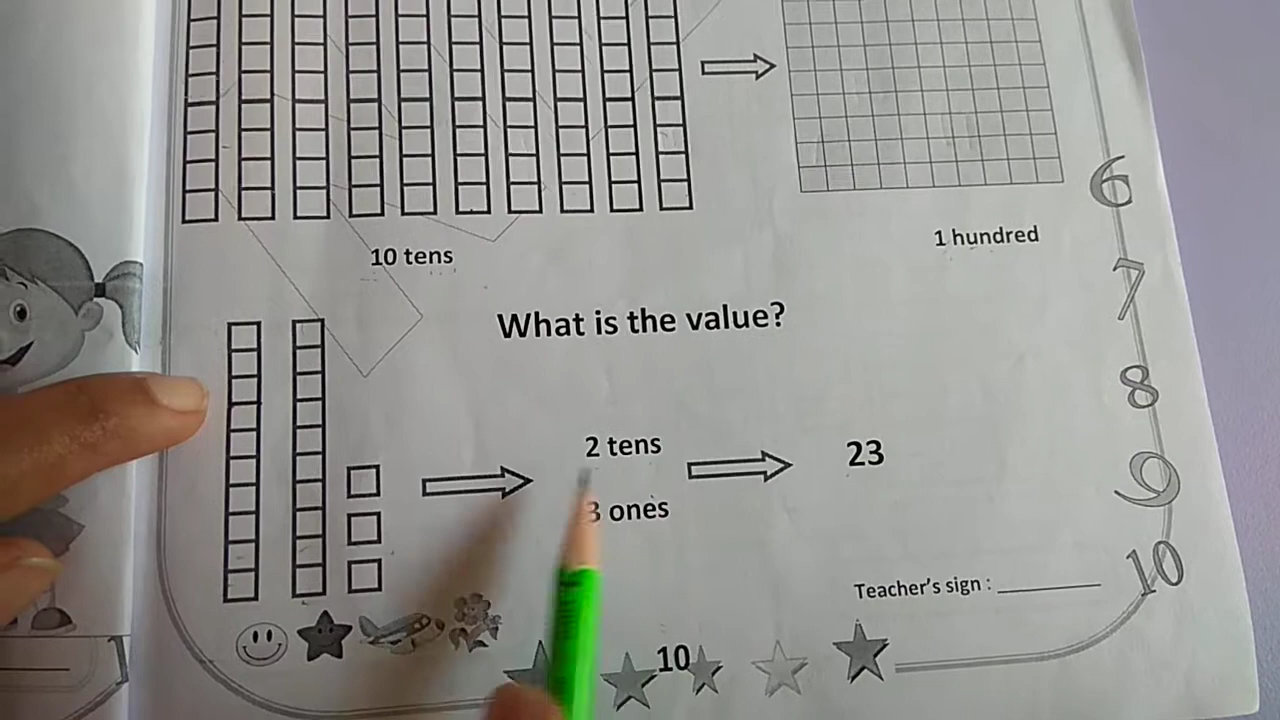 10 tens
1 hundred
What is the value?
2 tens
3 ones
23
Teacher's sign :
10
6
7
8
9
10